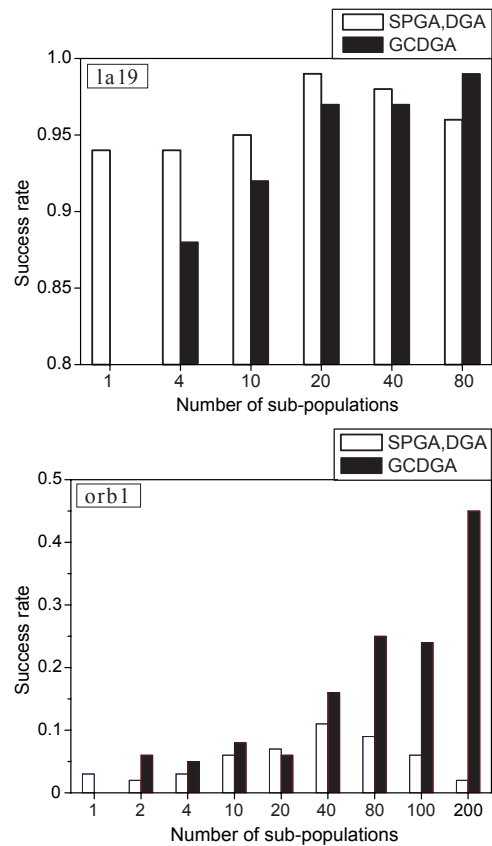 SPGA,DGA
GCDGA
la19
1.0
0.95
0.9
0.85
0.8
Success rate
1 4 10 20 40 80
Number of sub-populations
SPGA,DGA
GCDGA
orb1
0.5
0.4
0.3
0.2
0.1
0
Success rate
1 2 4 10 20 40 80 100 200
Number of sub-populations